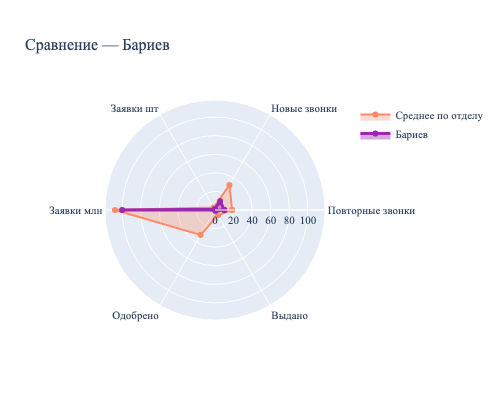 Сравнение — Бариев
Заявки шт
Новые звонки
Среднее по отделу
Бариев
Заявки млн
Повторные звонки
0 20 40 60 80 100
Одобрено
Выдано